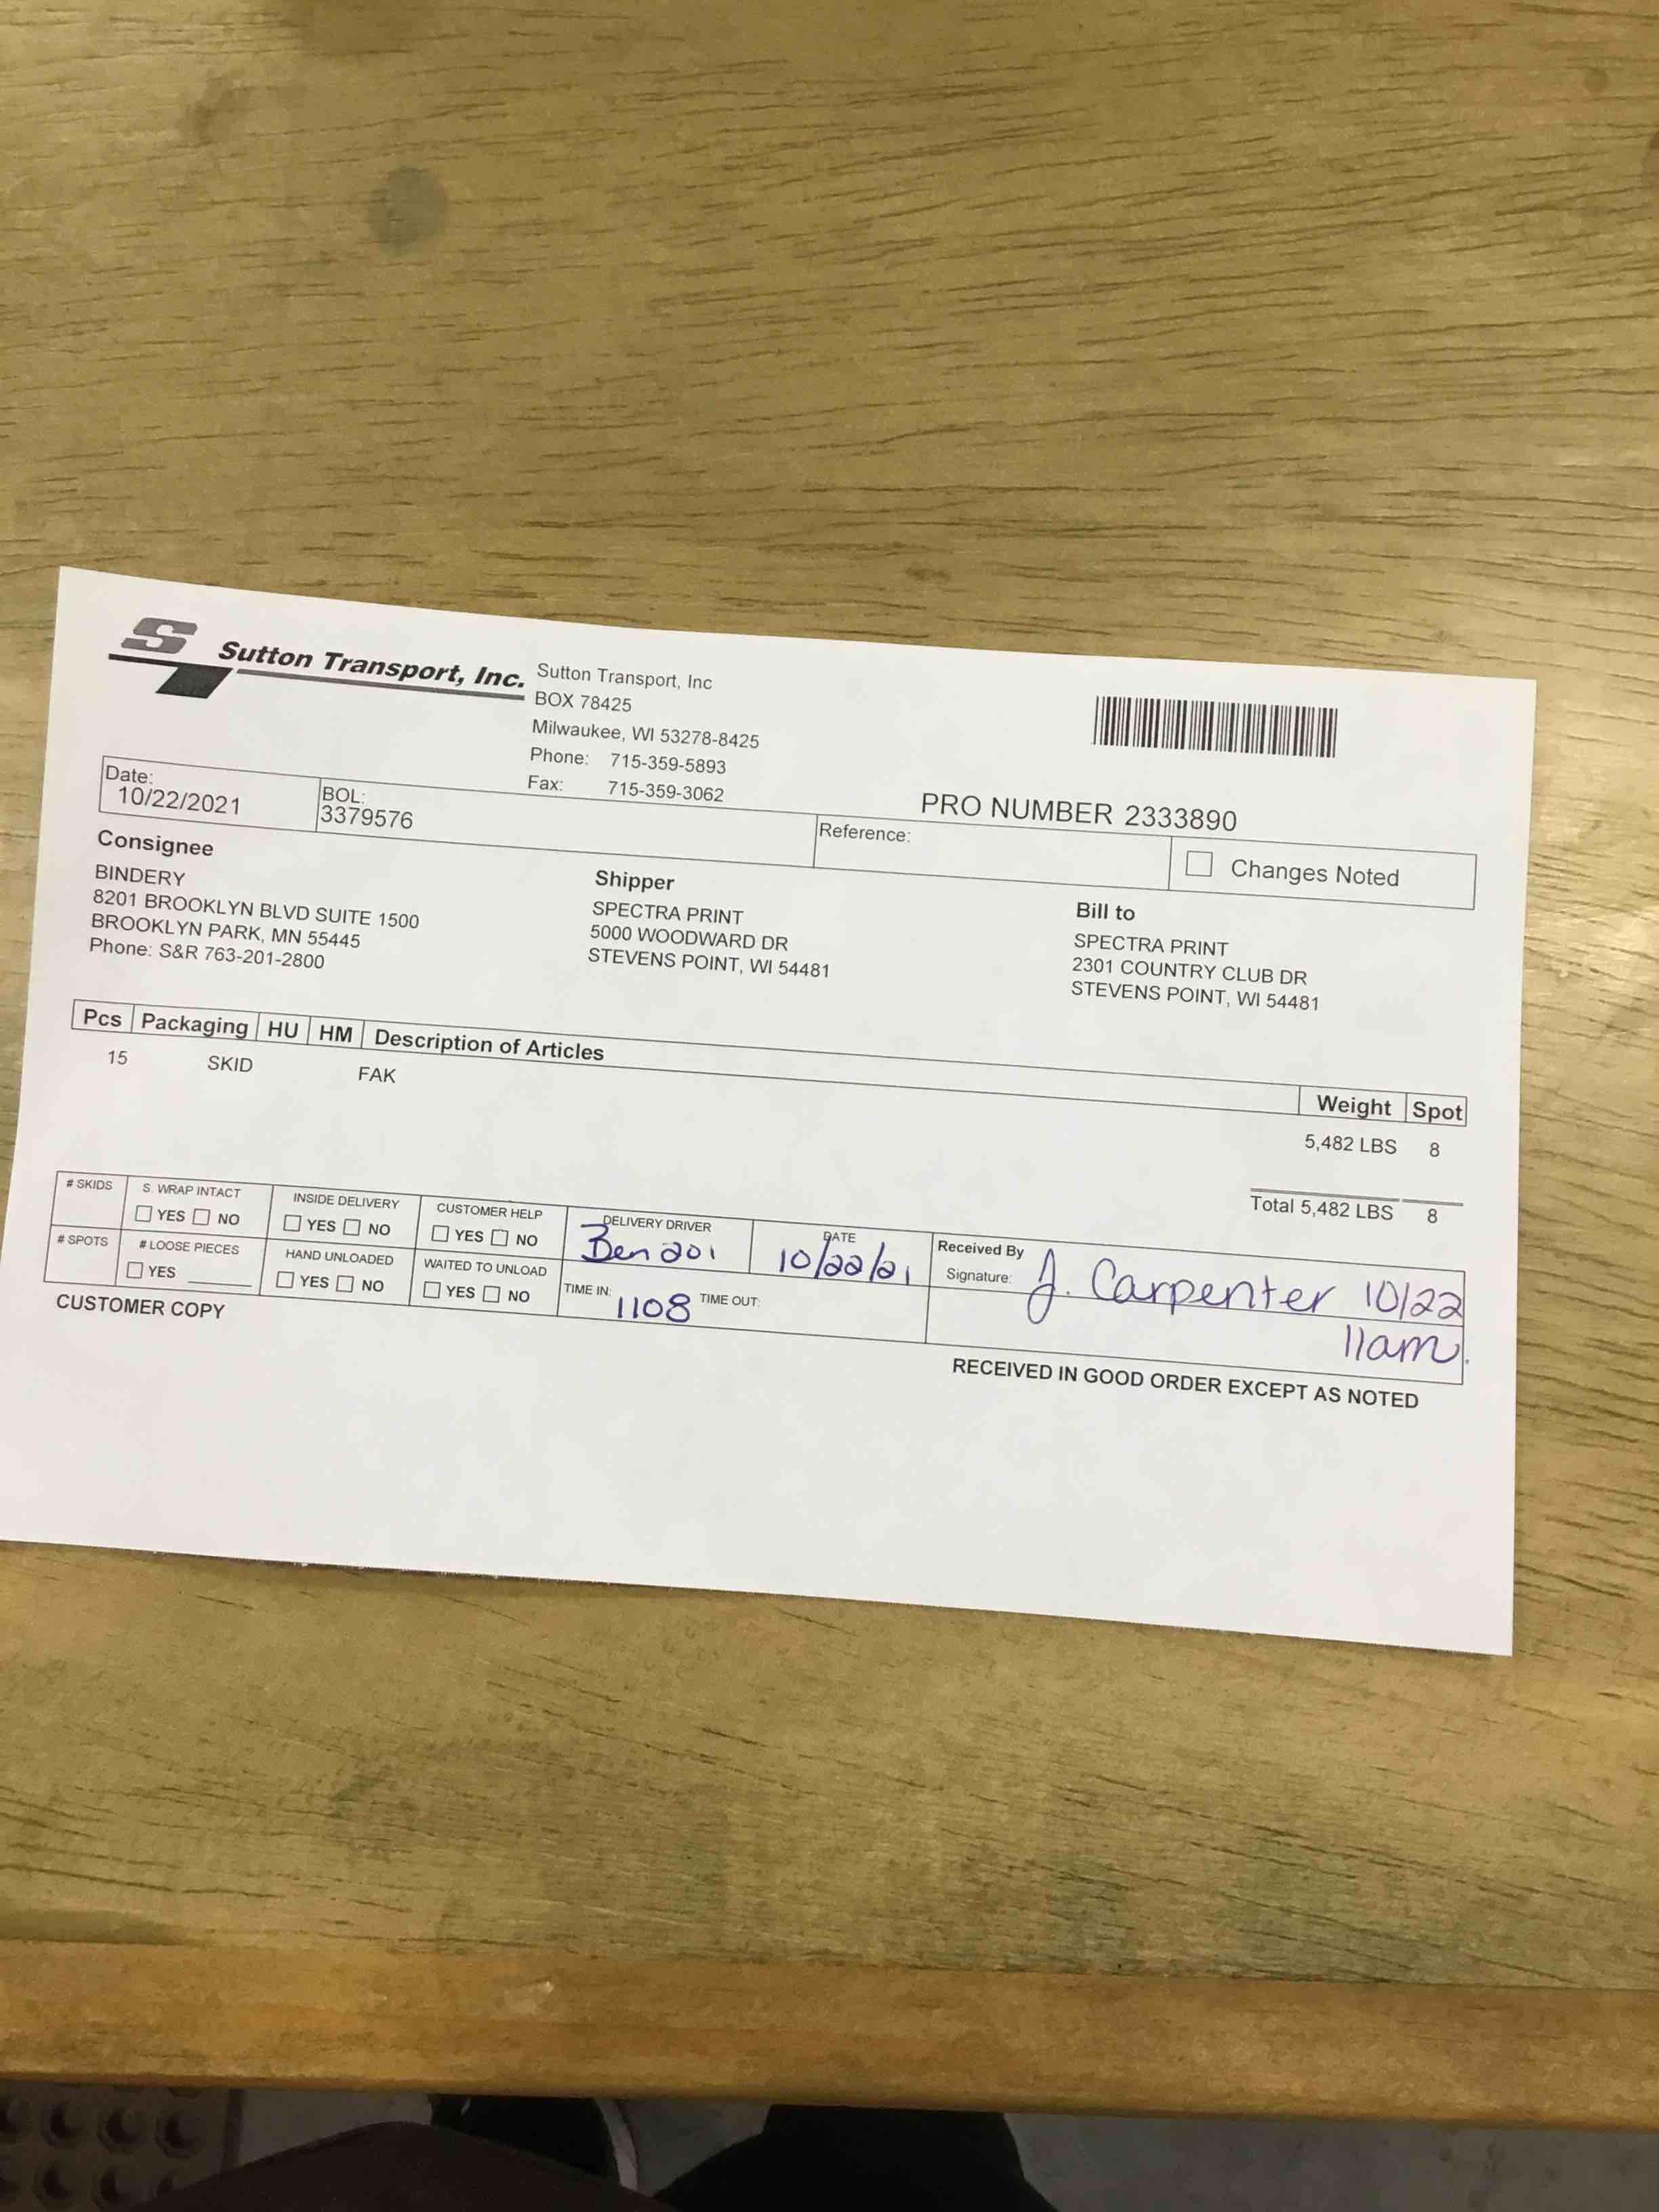 S
Sutton Transport, Inc.
Sutton Transport, Inc
BOX 78425
Milwaukee, WI 53278-8425
Phone: 715-359-5893
Fax: 715-359-3062
PRO NUMBER 2333890
Date:
10/22/2021
BOL:
3379576
Reference:
Changes Noted
Consignee
BINDERY
8201 BROOKLYN BLVD SUITE 1500
BROOKLYN PARK, MN 55445
Phone: S&R 763-201-2800
Shipper
SPECTRA PRINT
5000 WOODWARD DR
STEVENS POINT, WI 54481
Bill to
SPECTRA PRINT
2301 COUNTRY CLUB DR
STEVENS POINT, WI 54481
Pcs Packaging HU HM Description of Articles Weight Spot
15 SKID FAK 5,482 LBS 8
Total 5,482 LBS 8
# SKIDS
S. WRAP INTACT
YES NO
INSIDE DELIVERY
YES NO
CUSTOMER HELP
YES NO
DELIVERY DRIVER
Ben 201
DATE
10/22/21
Received By
Signature: J. Carpenter 10/22
11am.
# SPOTS
# LOOSE PIECES
YES
HAND UNLOADED
YES NO
WAITED TO UNLOAD
YES NO
TIME IN: 1108 TIME OUT:
CUSTOMER COPY
RECEIVED IN GOOD ORDER EXCEPT AS NOTED